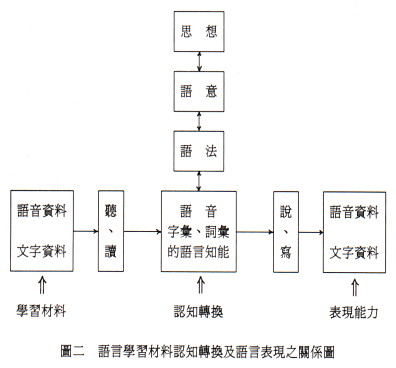 思 想
語 意
語 法
語音資料
文字資料
聽、讀
語 音
字彙、詞彙
的語言知能
說、寫
語音資料
文字資料
學習材料
認知轉換
表現能力
圖二 語言學習材料認知轉換及語言表現之關係圖